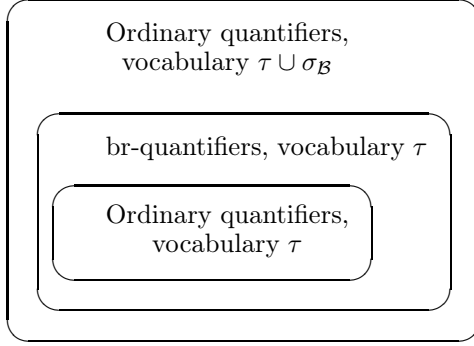 Ordinary quantifiers,
vocabulary τ ∪ σ_ℬ
br-quantifiers, vocabulary τ
Ordinary quantifiers,
vocabulary τ